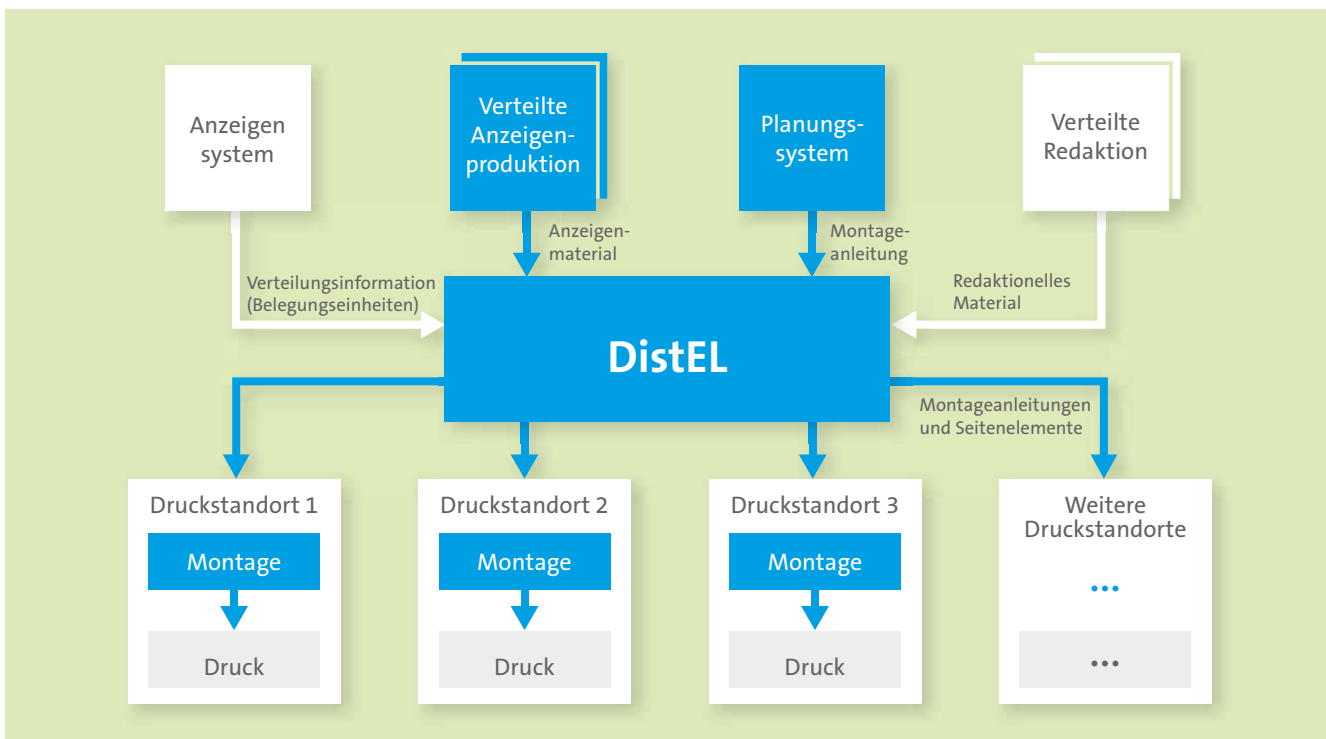 Anzeigen
system
Verteilte
Anzeigen-
produktion
Planungs-
system
Verteilte
Redaktion
Anzeigen-
material
Montage-
anleitung
Verteilungsinformation
(Belegungseinheiten)
Redaktionelles
Material
DistEL
Montageanleitungen
und Seitenelemente
Druckstandort 1
Montage
Druck
Druckstandort 2
Montage
Druck
Druckstandort 3
Montage
Druck
Weitere
Druckstandorte
...
...